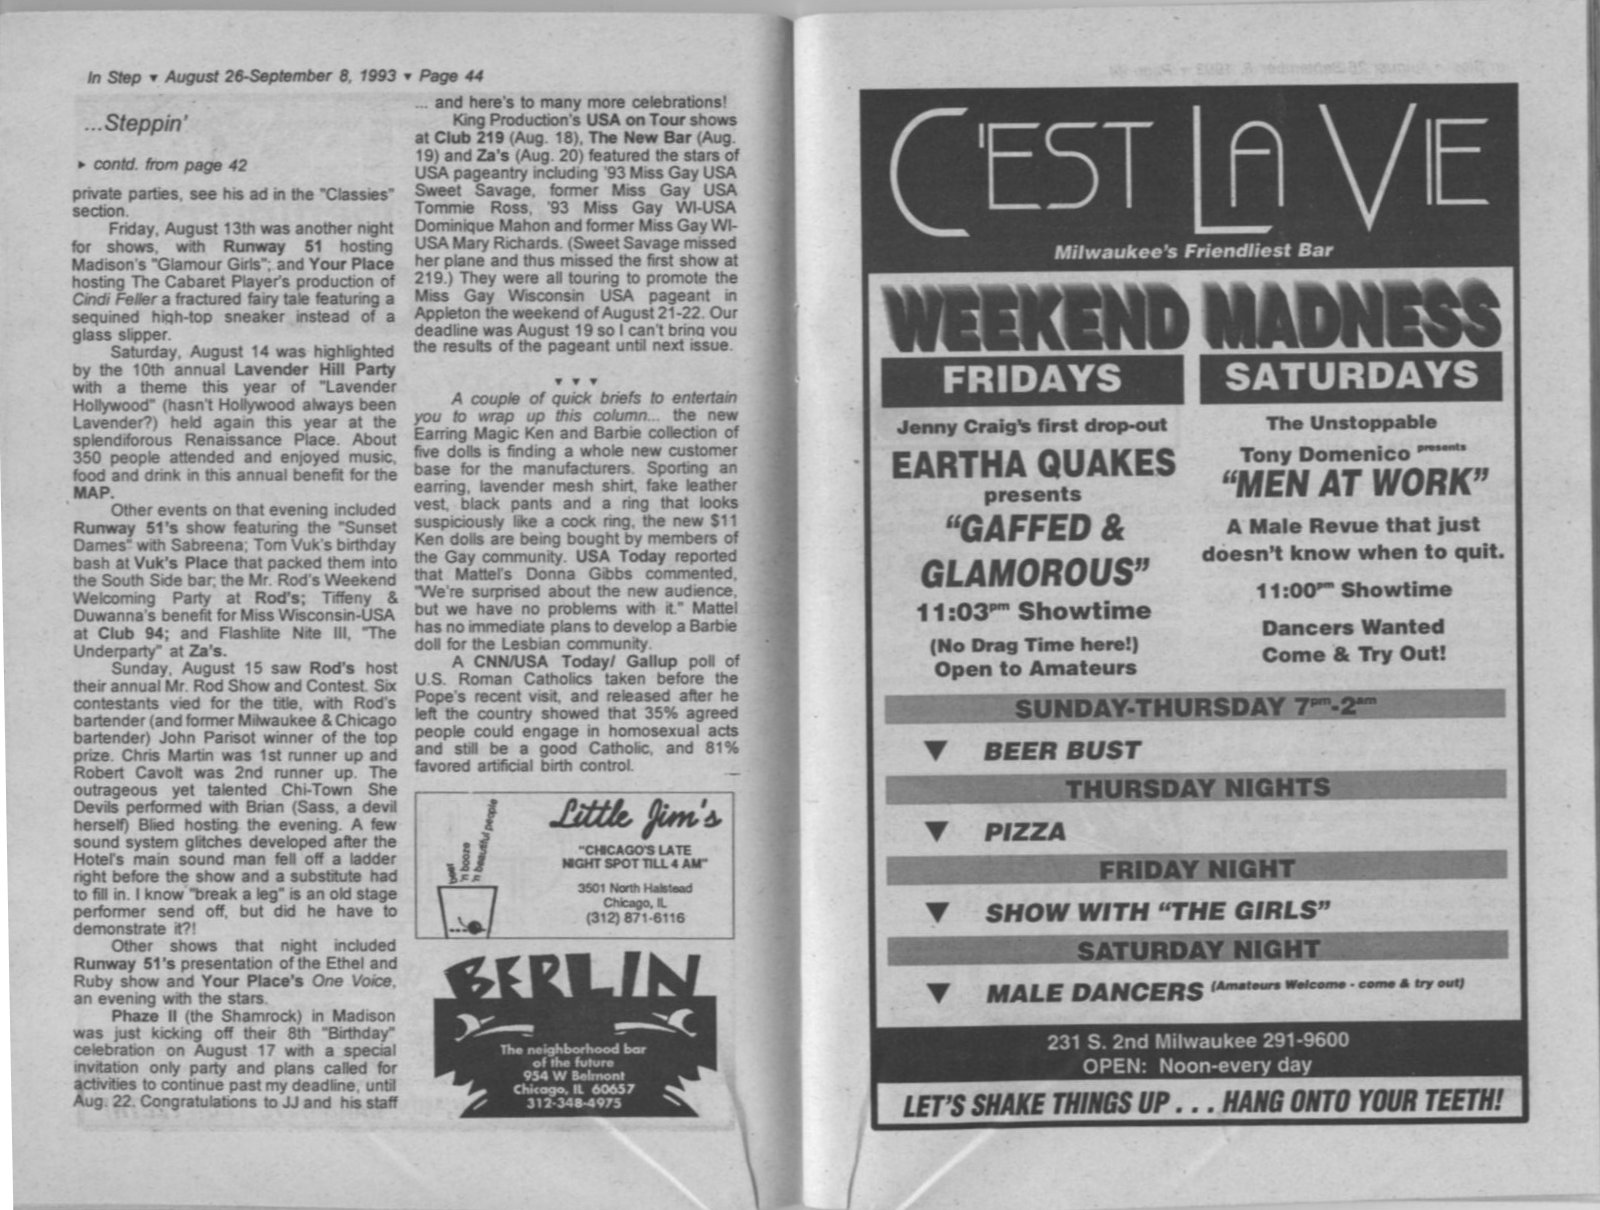 In Step ▼ August 26-September 8, 1993 ▼ Page 44
...Steppin'
► contd. from page 42
private parties, see his ad in the "Classies"
section.
Friday, August 13th was another night
for shows, with Runway 51 hosting
Madison's "Glamour Girls"; and Your Place
hosting The Cabaret Player's production of
Cindi Feller a fractured fairy tale featuring a
sequined high-top sneaker instead of a
glass slipper.
Saturday, August 14 was highlighted
by the 10th annual Lavender Hill Party
with a theme this year of "Lavender
Hollywood" (hasn't Hollywood always been
Lavender?) held again this year at the
splendiforous Renaissance Place. About
350 people attended and enjoyed music,
food and drink in this annual benefit for the
MAP.
Other events on that evening included
Runway 51's show featuring the "Sunset
Dames" with Sabreena; Tom Vuk's birthday
bash at Vuk's Place that packed them into
the South Side bar; the Mr. Rod's Weekend
Welcoming Party at Rod's; Tiffeny &
Duwanna's benefit for Miss Wisconsin-USA
at Club 94; and Flashlite Nite III, "The
Underparty" at Za's.
Sunday, August 15 saw Rod's host
their annual Mr. Rod Show and Contest. Six
contestants vied for the title, with Rod's
bartender (and former Milwaukee & Chicago
bartender) John Parisot winner of the top
prize. Chris Martin was 1st runner up and
Robert Cavolt was 2nd runner up. The
outrageous yet talented Chi-Town She
Devils performed with Brian (Sass, a devil
herself) Blied hosting the evening. A few
sound system glitches developed after the
Hotel's main sound man fell off a ladder
right before the show and a substitute had
to fill in. I know "break a leg" is an old stage
performer send off, but did he have to
demonstrate it?!
Other shows that night included
Runway 51's presentation of the Ethel and
Ruby show and Your Place's One Voice,
an evening with the stars.
Phaze II (the Shamrock) in Madison
was just kicking off their 8th "Birthday"
celebration on August 17 with a special
invitation only party and plans called for
activities to continue past my deadline, until
Aug. 22. Congratulations to JJ and his staff
... and here's to many more celebrations!
King Production's USA on Tour shows
at Club 219 (Aug. 18), The New Bar (Aug.
19) and Za's (Aug. 20) featured the stars of
USA pageantry including '93 Miss Gay USA
Sweet Savage, former Miss Gay USA
Tommie Ross, '93 Miss Gay WI-USA
Dominique Mahon and former Miss Gay WI-
USA Mary Richards. (Sweet Savage missed
her plane and thus missed the first show at
219.) They were all touring to promote the
Miss Gay Wisconsin USA pageant in
Appleton the weekend of August 21-22. Our
deadline was August 19 so I can't bring you
the results of the pageant until next issue.
▼ ▼ ▼
A couple of quick briefs to entertain
you to wrap up this column... the new
Earring Magic Ken and Barbie collection of
five dolls is finding a whole new customer
base for the manufacturers. Sporting an
earring, lavender mesh shirt, fake leather
vest, black pants and a ring that looks
suspiciously like a cock ring, the new $11
Ken dolls are being bought by members of
the Gay community. USA Today reported
that Mattel's Donna Gibbs commented,
"We're surprised about the new audience,
but we have no problems with it." Mattel
has no immediate plans to develop a Barbie
doll for the Lesbian community.
A CNN/USA Today/ Gallup poll of
U.S. Roman Catholics taken before the
Pope's recent visit, and released after he
left the country showed that 35% agreed
people could engage in homosexual acts
and still be a good Catholic, and 81%
favored artificial birth control.
beer
'n booze
'n beautiful people
Little Jim's
"CHICAGO'S LATE
NIGHT SPOT TILL 4 AM"
3501 North Halstead
Chicago, IL
(312) 871-6116
BERLIN
The neighborhood bar
of the future
954 W Belmont
Chicago, IL 60657
312-348-4975
C'EST LA VIE
Milwaukee's Friendliest Bar
WEEKEND MADNESS
FRIDAYS
Jenny Craig's first drop-out
EARTHA QUAKES
presents
"GAFFED &
GLAMOROUS"
11:03pm Showtime
(No Drag Time here!)
Open to Amateurs
SATURDAYS
The Unstoppable
Tony Domenico presents
"MEN AT WORK"
A Male Revue that just
doesn't know when to quit.
11:00pm Showtime
Dancers Wanted
Come & Try Out!
SUNDAY-THURSDAY 7pm-2am
▼ BEER BUST
THURSDAY NIGHTS
▼ PIZZA
FRIDAY NIGHT
▼ SHOW WITH "THE GIRLS"
SATURDAY NIGHT
▼ MALE DANCERS (Amateurs Welcome - come & try out)
231 S. 2nd Milwaukee 291-9600
OPEN: Noon-every day
LET'S SHAKE THINGS UP . . . HANG ONTO YOUR TEETH!